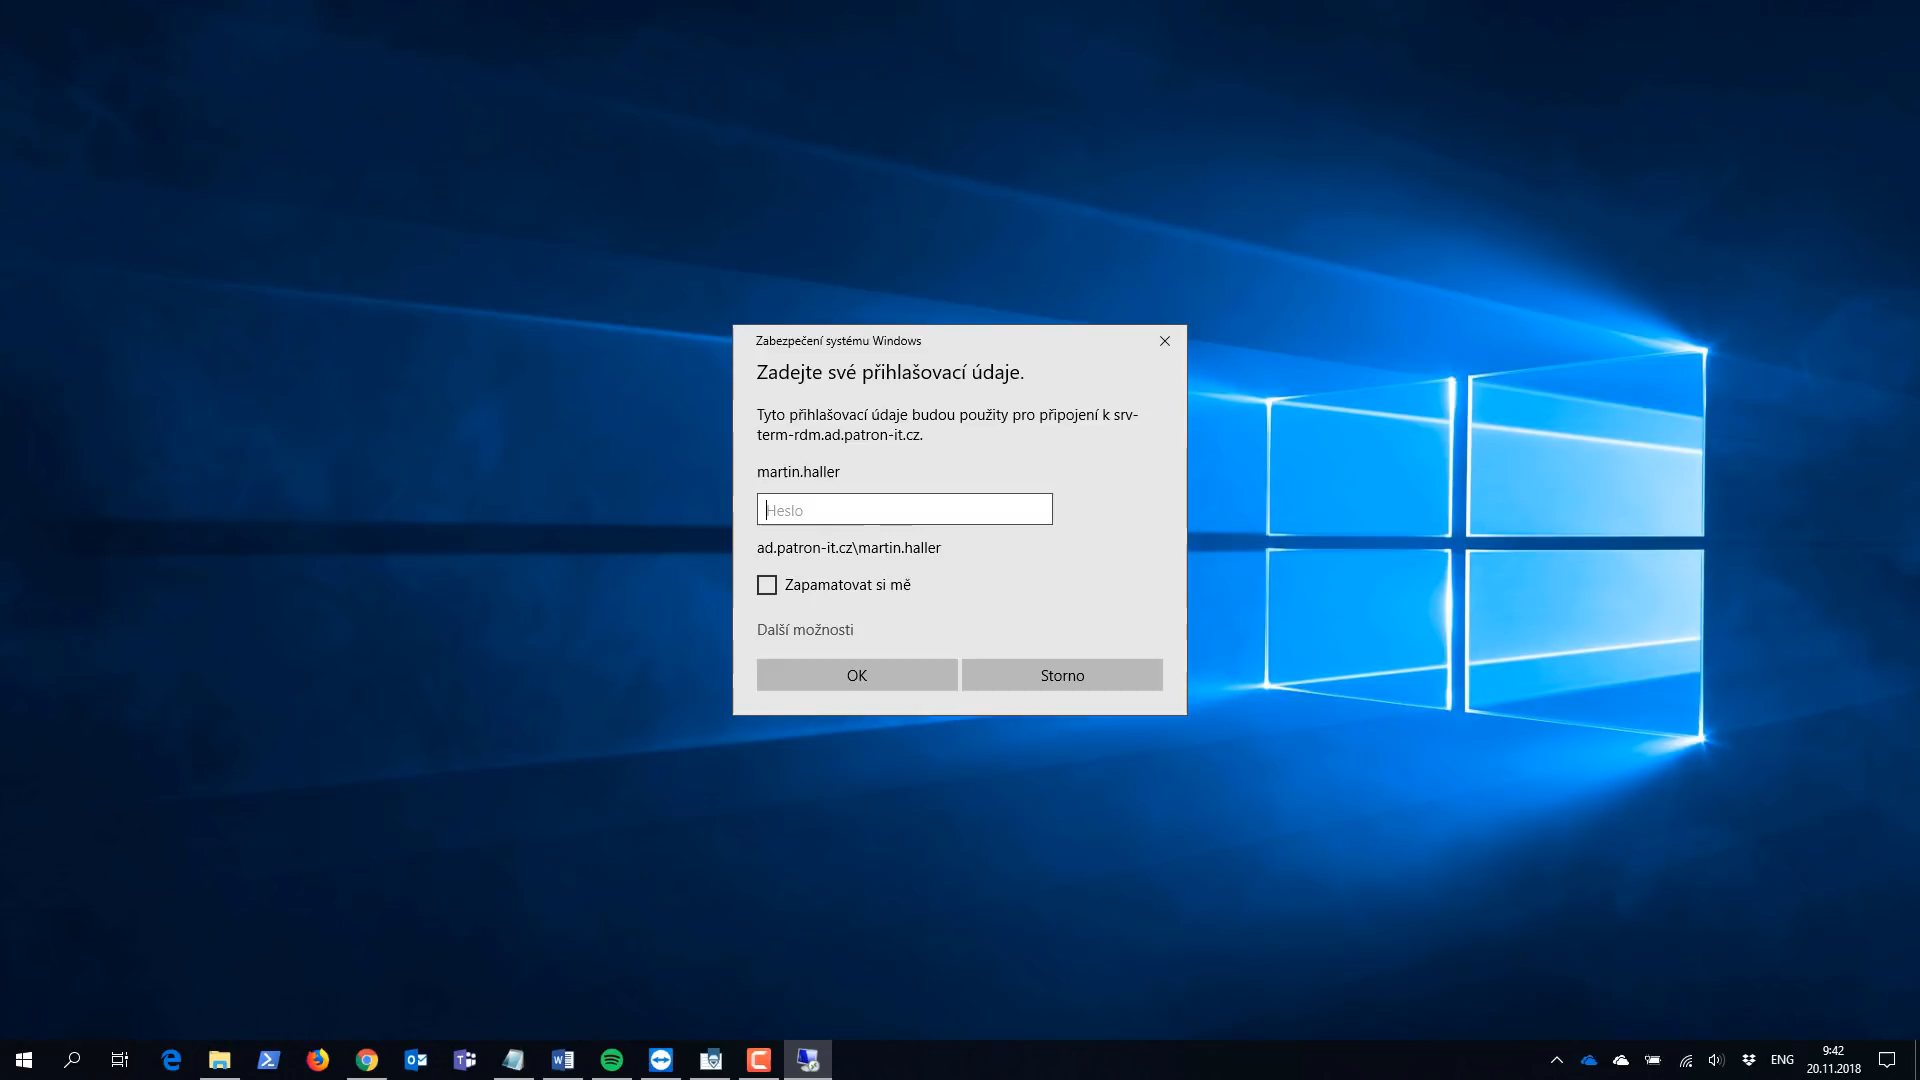 Zabezpečení systému Windows
Zadejte své přihlašovací údaje.
Tyto přihlašovací údaje budou použity pro připojení k srv-
term-rdm.ad.patron-it.cz.
martin.haller
Heslo
ad.patron-it.cz\martin.haller
Zapamatovat si mě
Další možnosti
OK
Storno
ENG
9:42
20.11.2018